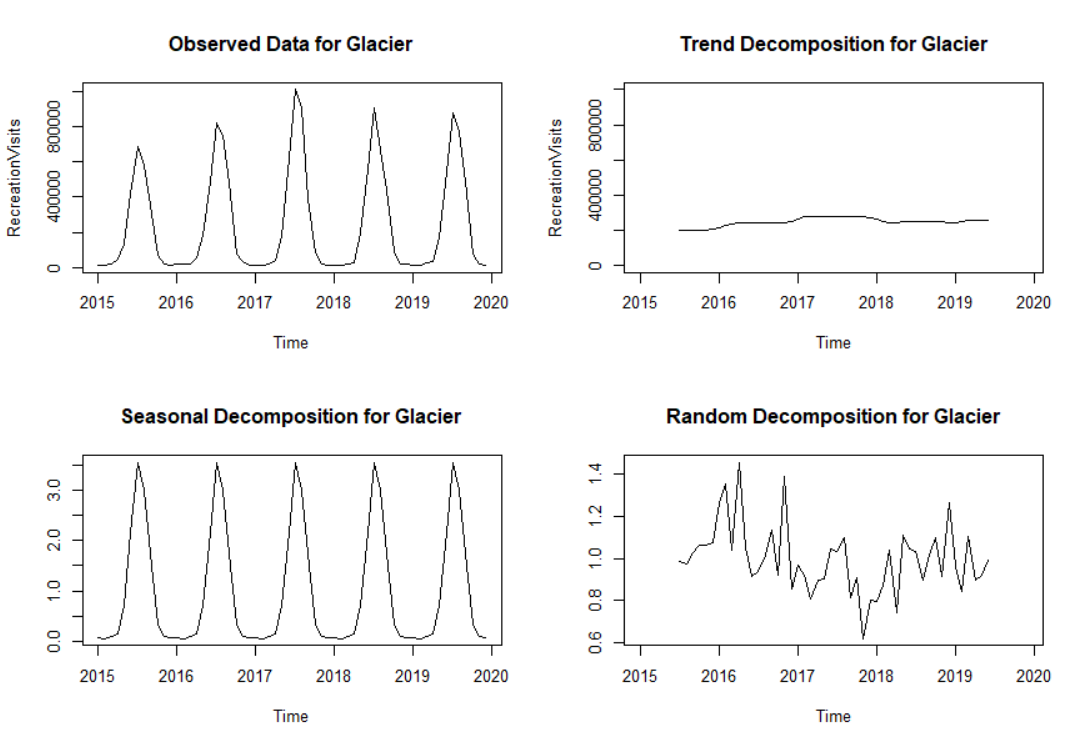 Observed Data for Glacier
RecreationVisits
800000
400000
0
2015 2016 2017 2018 2019 2020
Time
Trend Decomposition for Glacier
RecreationVisits
800000
400000
0
2015 2016 2017 2018 2019 2020
Time
Seasonal Decomposition for Glacier
3.0
2.0
1.0
0.0
2015 2016 2017 2018 2019 2020
Time
Random Decomposition for Glacier
1.4
1.2
1.0
0.8
0.6
2015 2016 2017 2018 2019 2020
Time